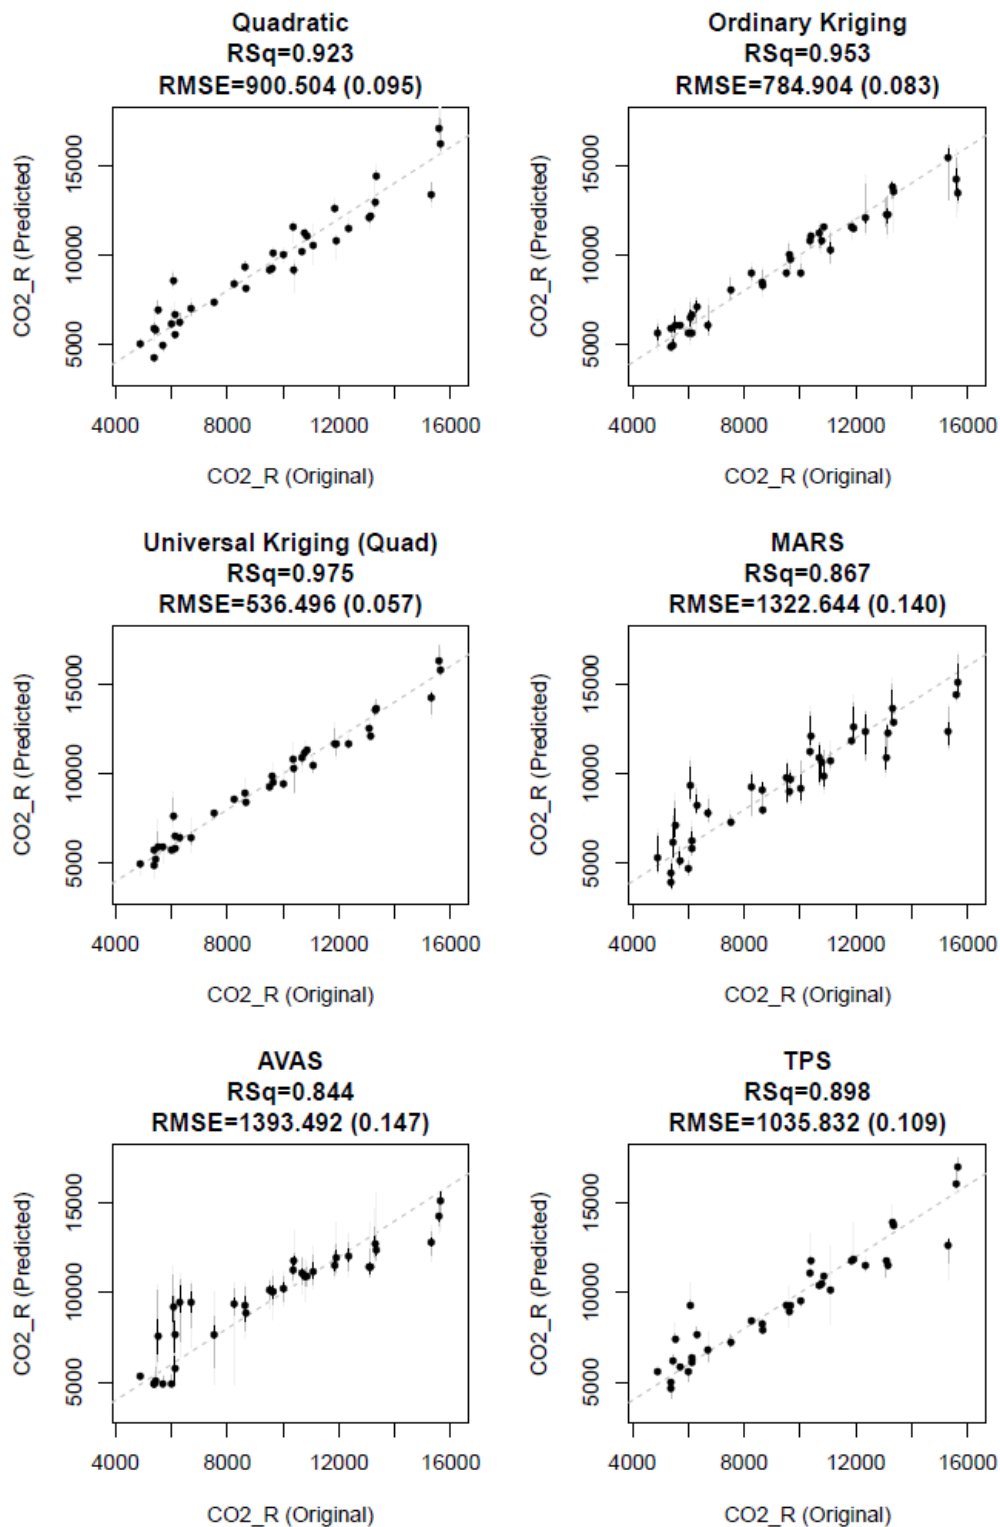 Quadratic
RSq=0.923
RMSE=900.504 (0.095)
CO2_R (Predicted)
15000
10000
5000
4000 8000 12000 16000
CO2_R (Original)
Ordinary Kriging
RSq=0.953
RMSE=784.904 (0.083)
CO2_R (Predicted)
15000
10000
5000
4000 8000 12000 16000
CO2_R (Original)
Universal Kriging (Quad)
RSq=0.975
RMSE=536.496 (0.057)
CO2_R (Predicted)
15000
10000
5000
4000 8000 12000 16000
CO2_R (Original)
MARS
RSq=0.867
RMSE=1322.644 (0.140)
CO2_R (Predicted)
15000
10000
5000
4000 8000 12000 16000
CO2_R (Original)
AVAS
RSq=0.844
RMSE=1393.492 (0.147)
CO2_R (Predicted)
15000
10000
5000
4000 8000 12000 16000
CO2_R (Original)
TPS
RSq=0.898
RMSE=1035.832 (0.109)
CO2_R (Predicted)
15000
10000
5000
4000 8000 12000 16000
CO2_R (Original)